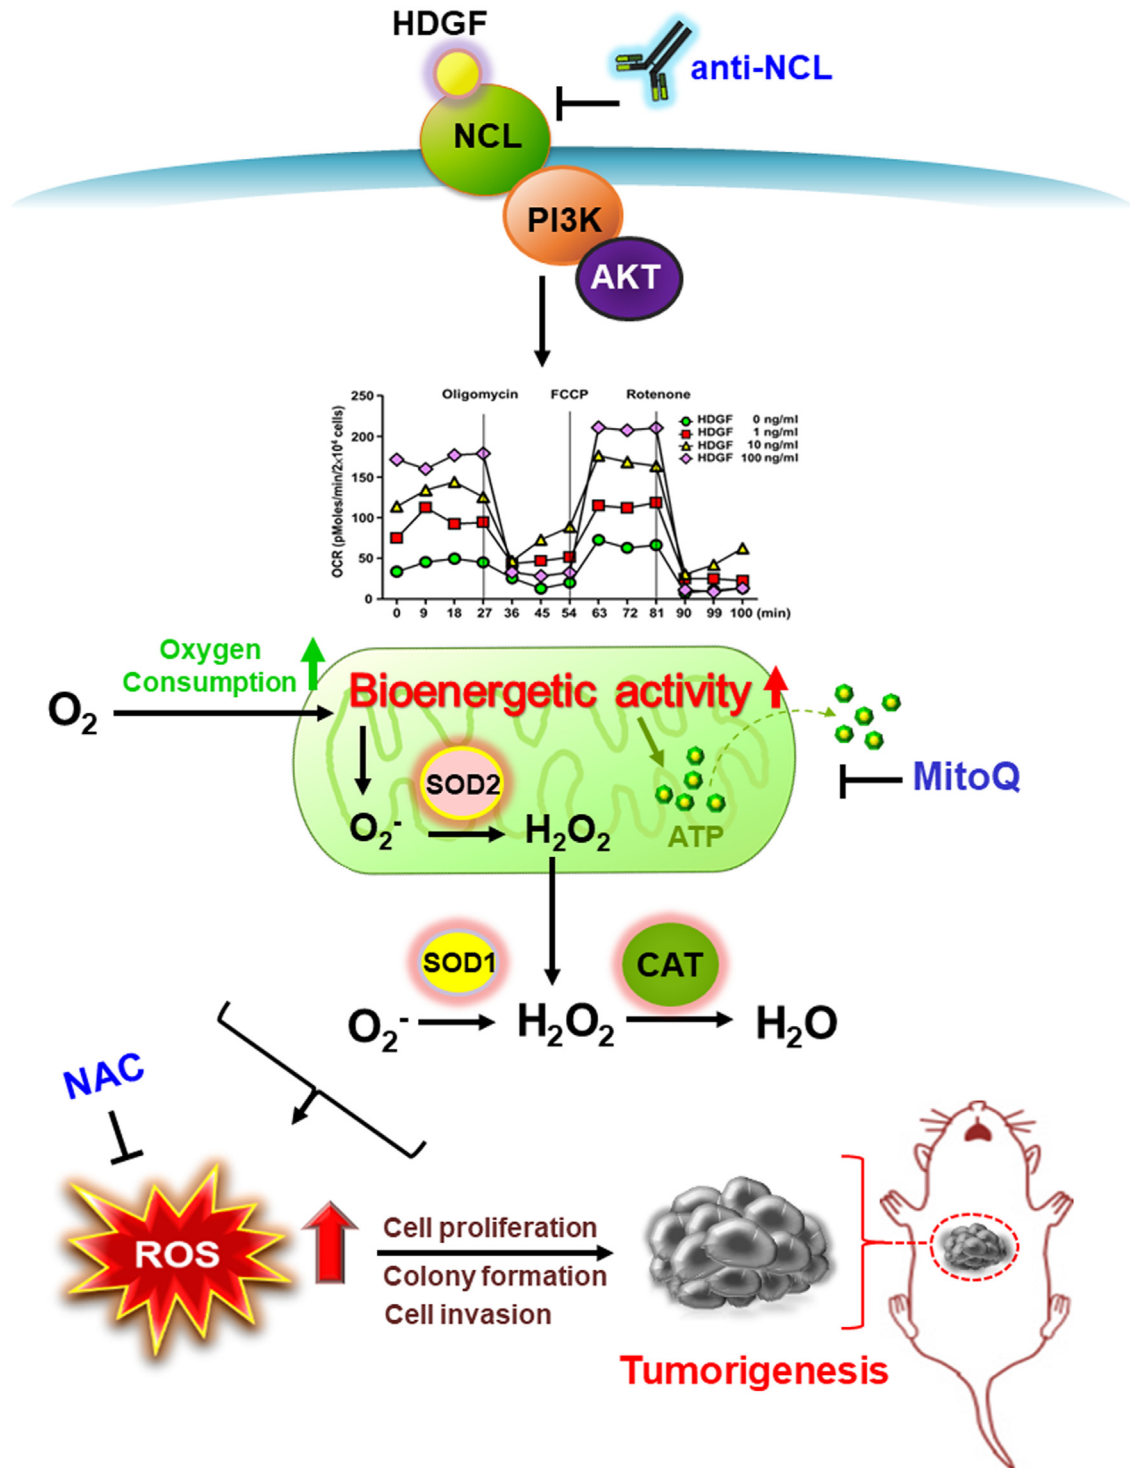 HDGF
anti-NCL
NCL
PI3K
AKT
Oligomycin FCCP Rotenone
HDGF 0 ng/ml
HDGF 1 ng/ml
HDGF 10 ng/ml
HDGF 100 ng/ml
OCR (pMoles/min/2x10⁴ cells)
250
200
150
100
50
0
0 9 18 27 36 45 54 63 72 81 90 99 100 (min)
Oxygen
Consumption
O₂
Bioenergetic activity
SOD2
MitoQ
O₂⁻
H₂O₂
ATP
SOD1
CAT
O₂⁻
H₂O₂
H₂O
NAC
ROS
Cell proliferation
Colony formation
Cell invasion
Tumorigenesis